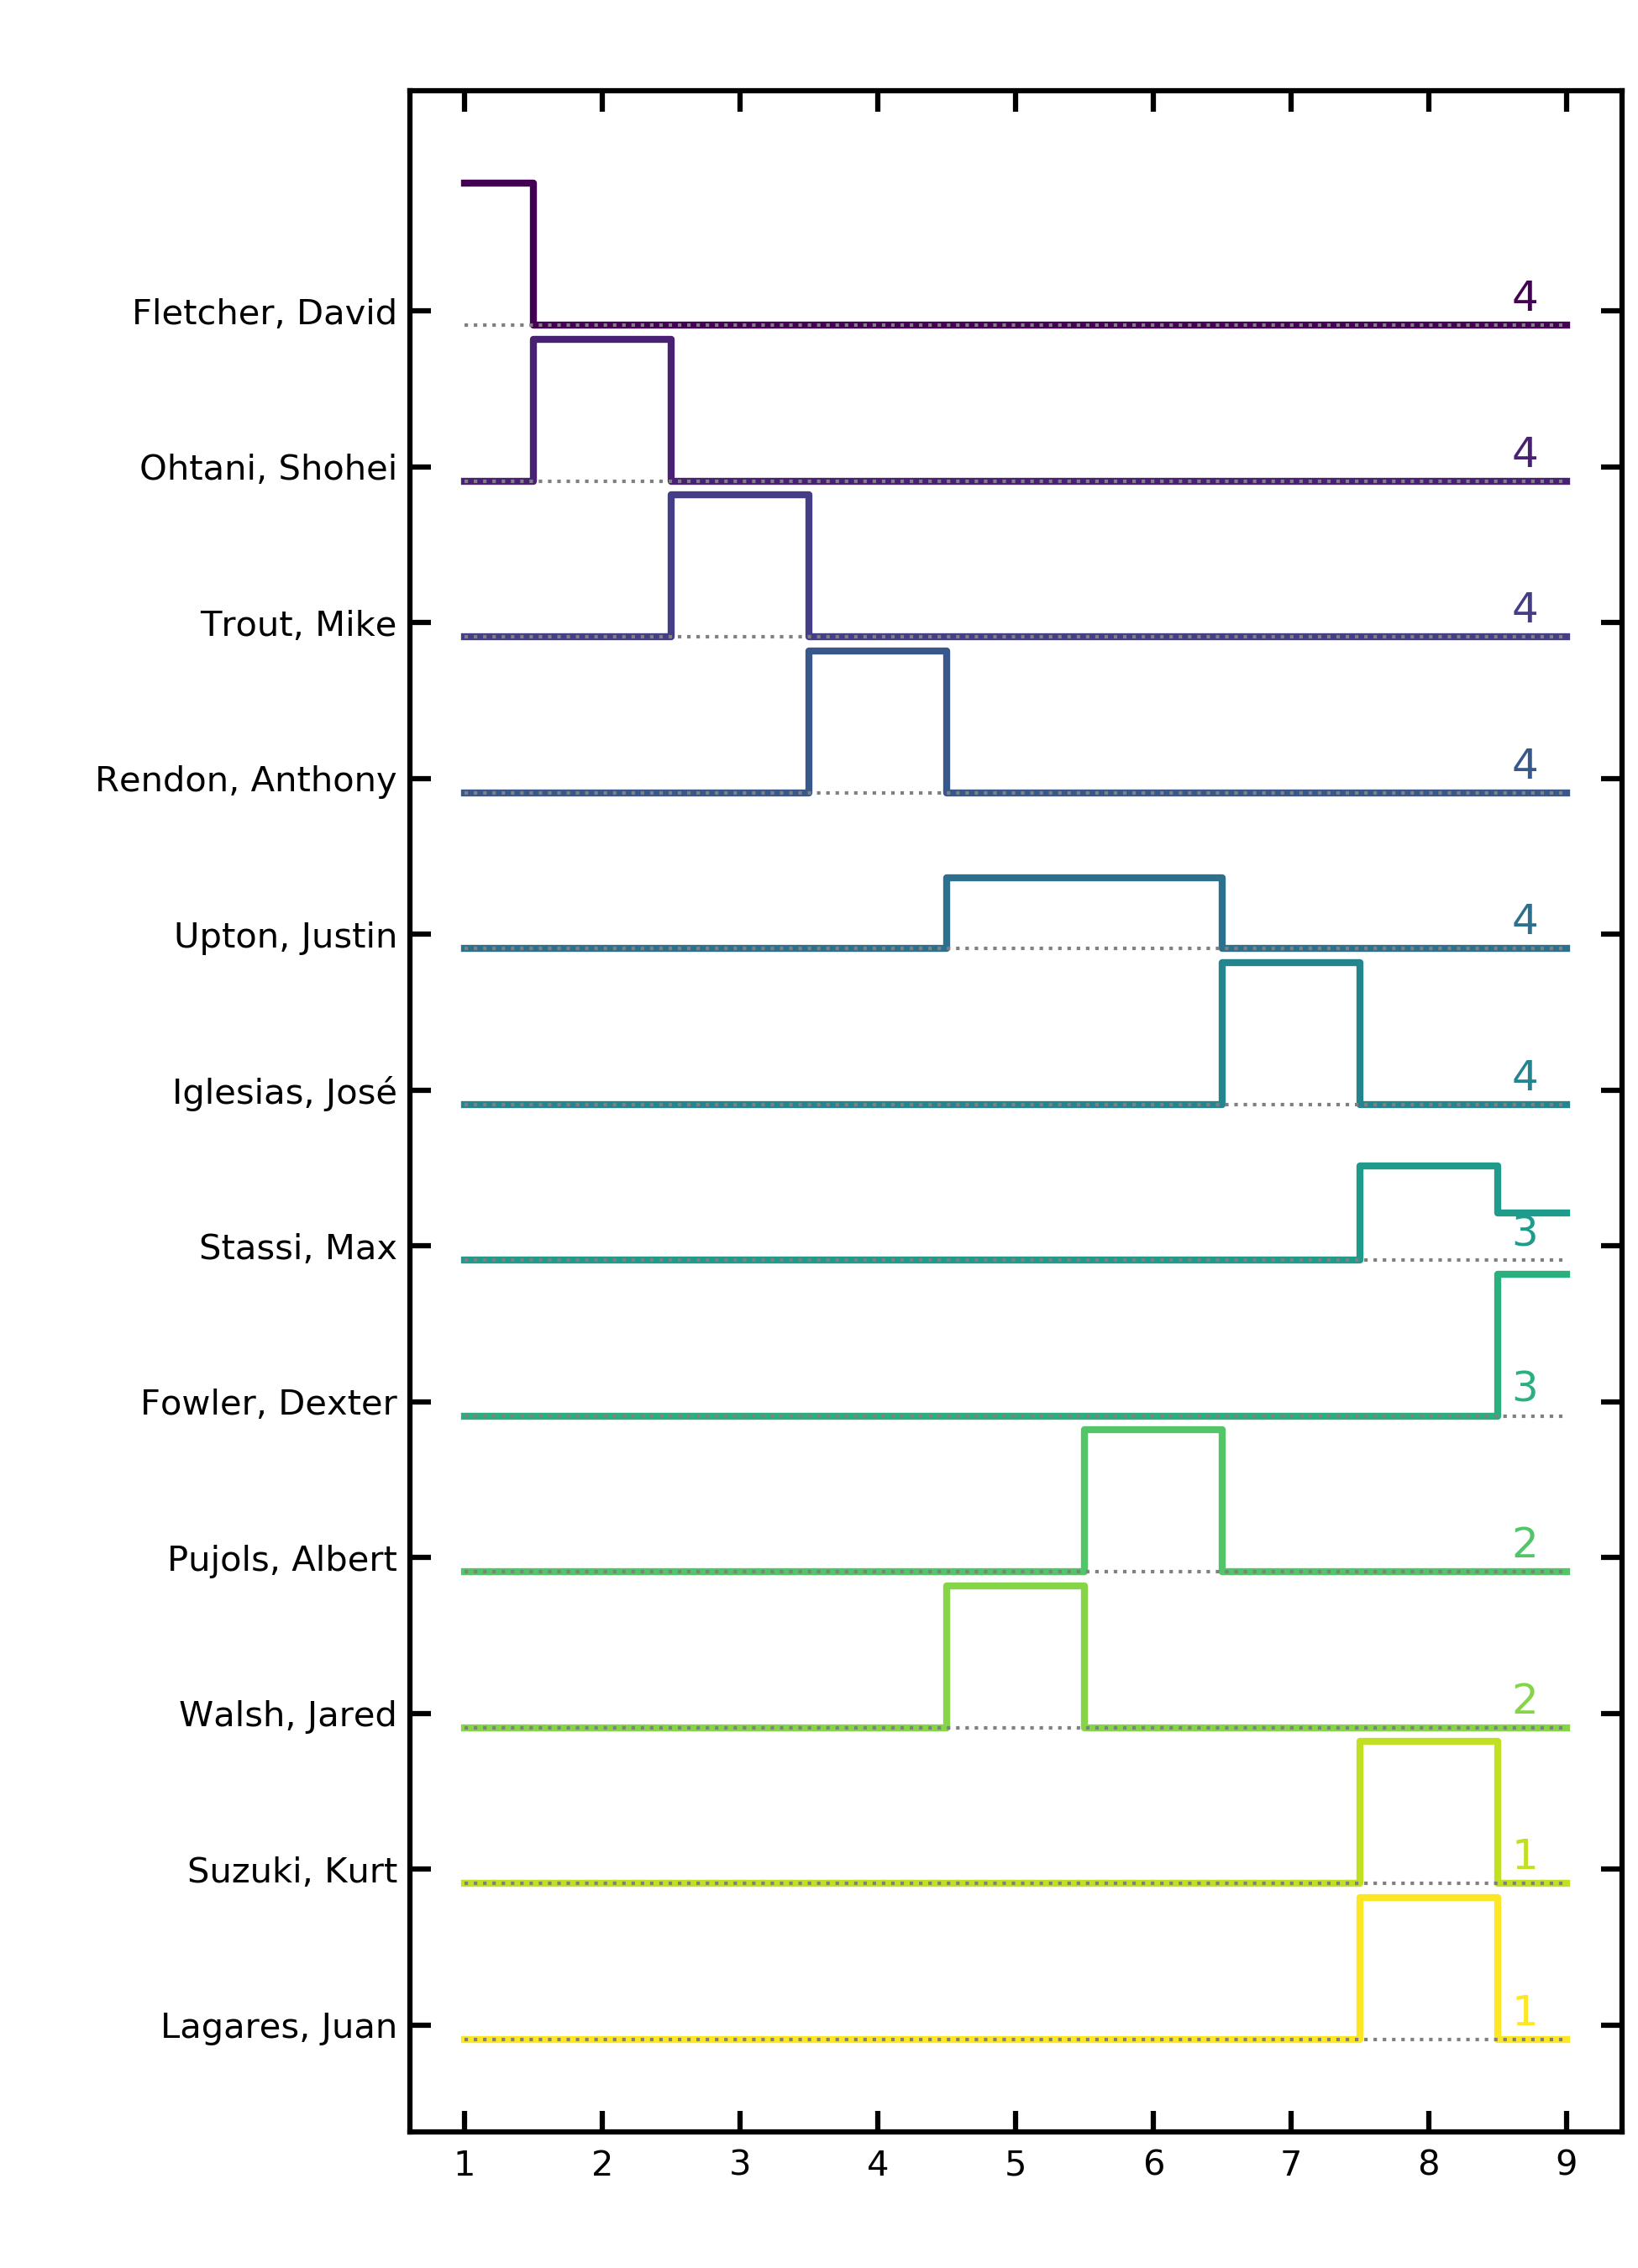 Fletcher, David 4
Ohtani, Shohei 4
Trout, Mike 4
Rendon, Anthony 4
Upton, Justin 4
Iglesias, José 4
Stassi, Max 3
Fowler, Dexter 3
Pujols, Albert 2
Walsh, Jared 2
Suzuki, Kurt 1
Lagares, Juan 1
1 2 3 4 5 6 7 8 9